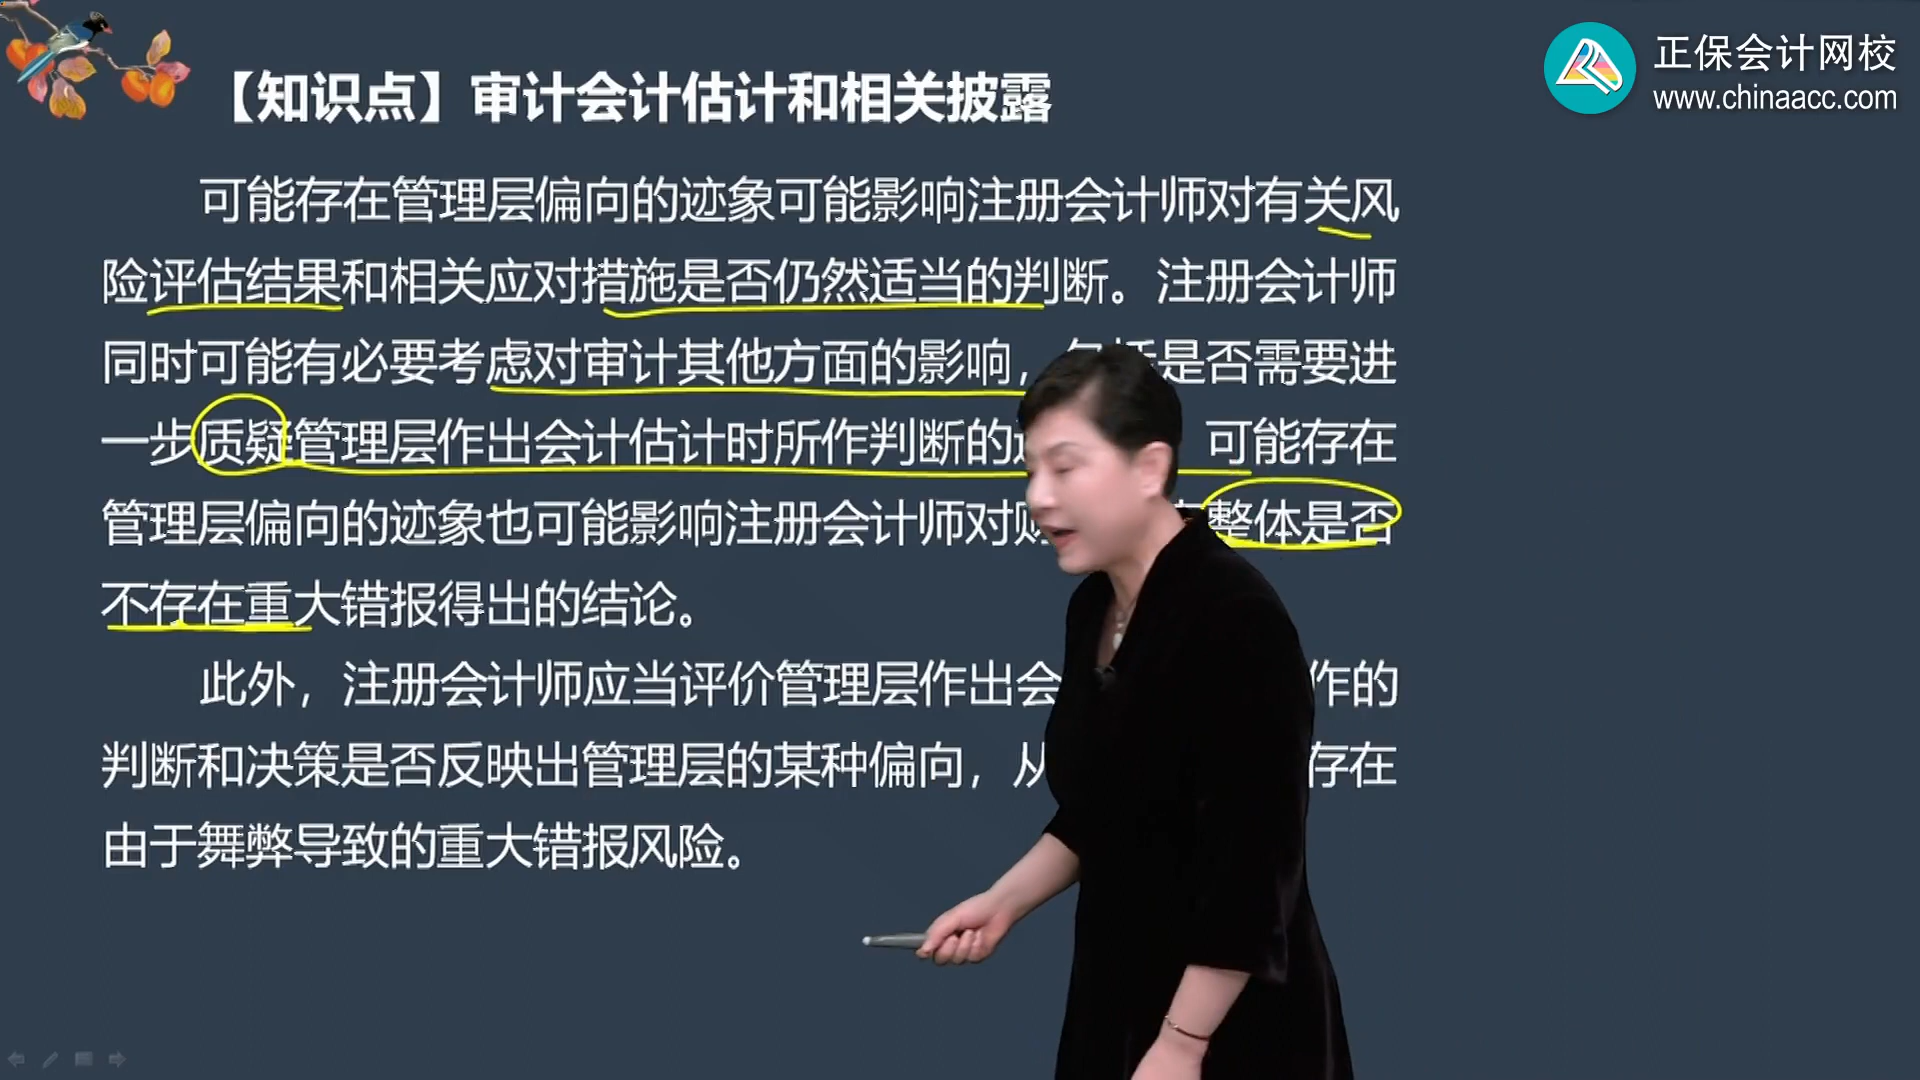 【知识点】审计会计估计和相关披露
正保会计网校
www.chinaacc.com
可能存在管理层偏向的迹象可能影响注册会计师对有关风
险评估结果和相关应对措施是否仍然适当的判断。注册会计师
同时可能有必要考虑对审计其他方面的影响，包括是否需要进
一步质疑管理层作出会计估计时所作判断的 可能存在
管理层偏向的迹象也可能影响注册会计师对财 整体是否
不存在重大错报得出的结论。
此外，注册会计师应当评价管理层作出会 作的
判断和决策是否反映出管理层的某种偏向，从 存在
由于舞弊导致的重大错报风险。